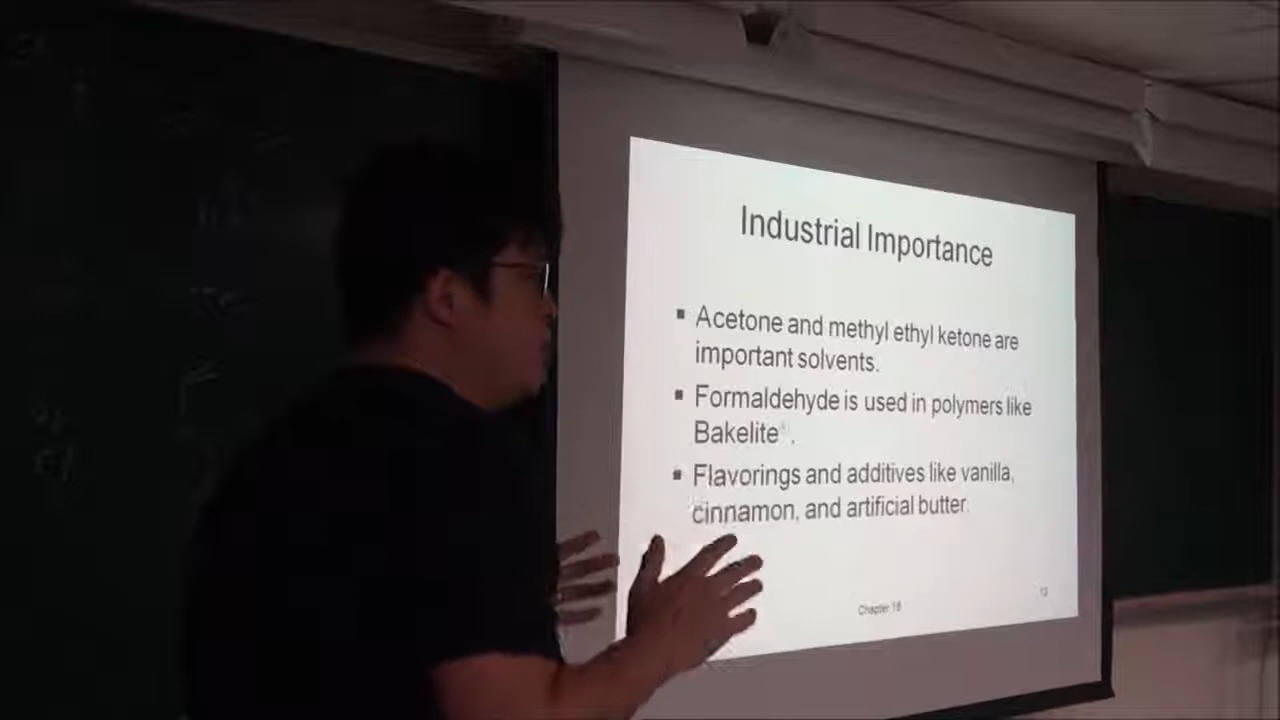 Industrial Importance
▪ Acetone and methyl ethyl ketone are
important solvents.
▪ Formaldehyde is used in polymers like
Bakelite®.
▪ Flavorings and additives like vanilla,
cinnamon, and artificial butter.
Chapter 18